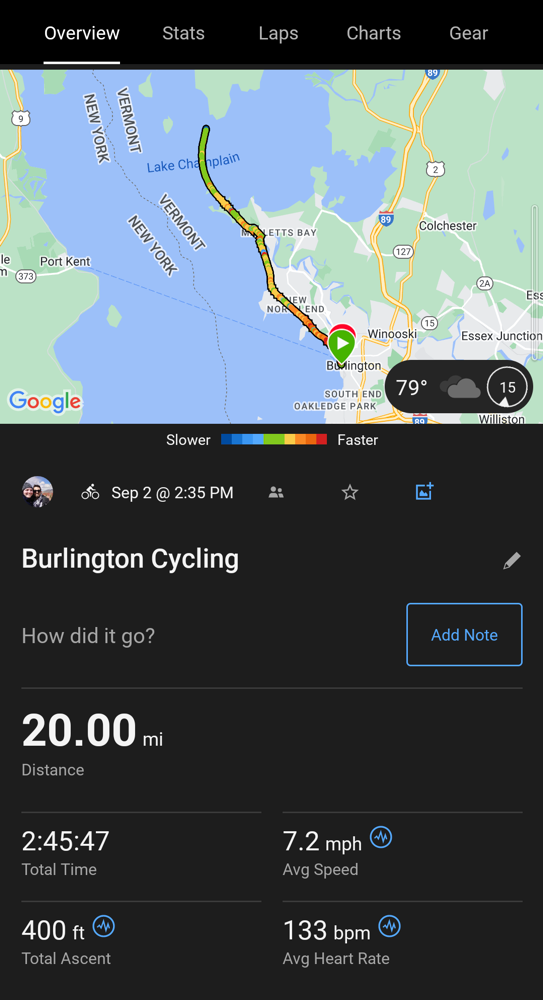 Overview Stats Laps Charts Gear
89
9
VERMONT
NEW YORK
2
Lake Champlain
VERMONT
NEW YORK
89
Colchester
MALLETTS BAY
127
Port Kent
373
2A
NEW
NORTH END
15
Winooski
Essex Junction
Burlington
79° 15
SOUTH END
OAKLEDGE PARK
Google
89
Williston
Slower Faster
Sep 2 @ 2:35 PM
Burlington Cycling
How did it go? Add Note
20.00 mi
Distance
2:45:47 7.2 mph
Total Time Avg Speed
400 ft 133 bpm
Total Ascent Avg Heart Rate